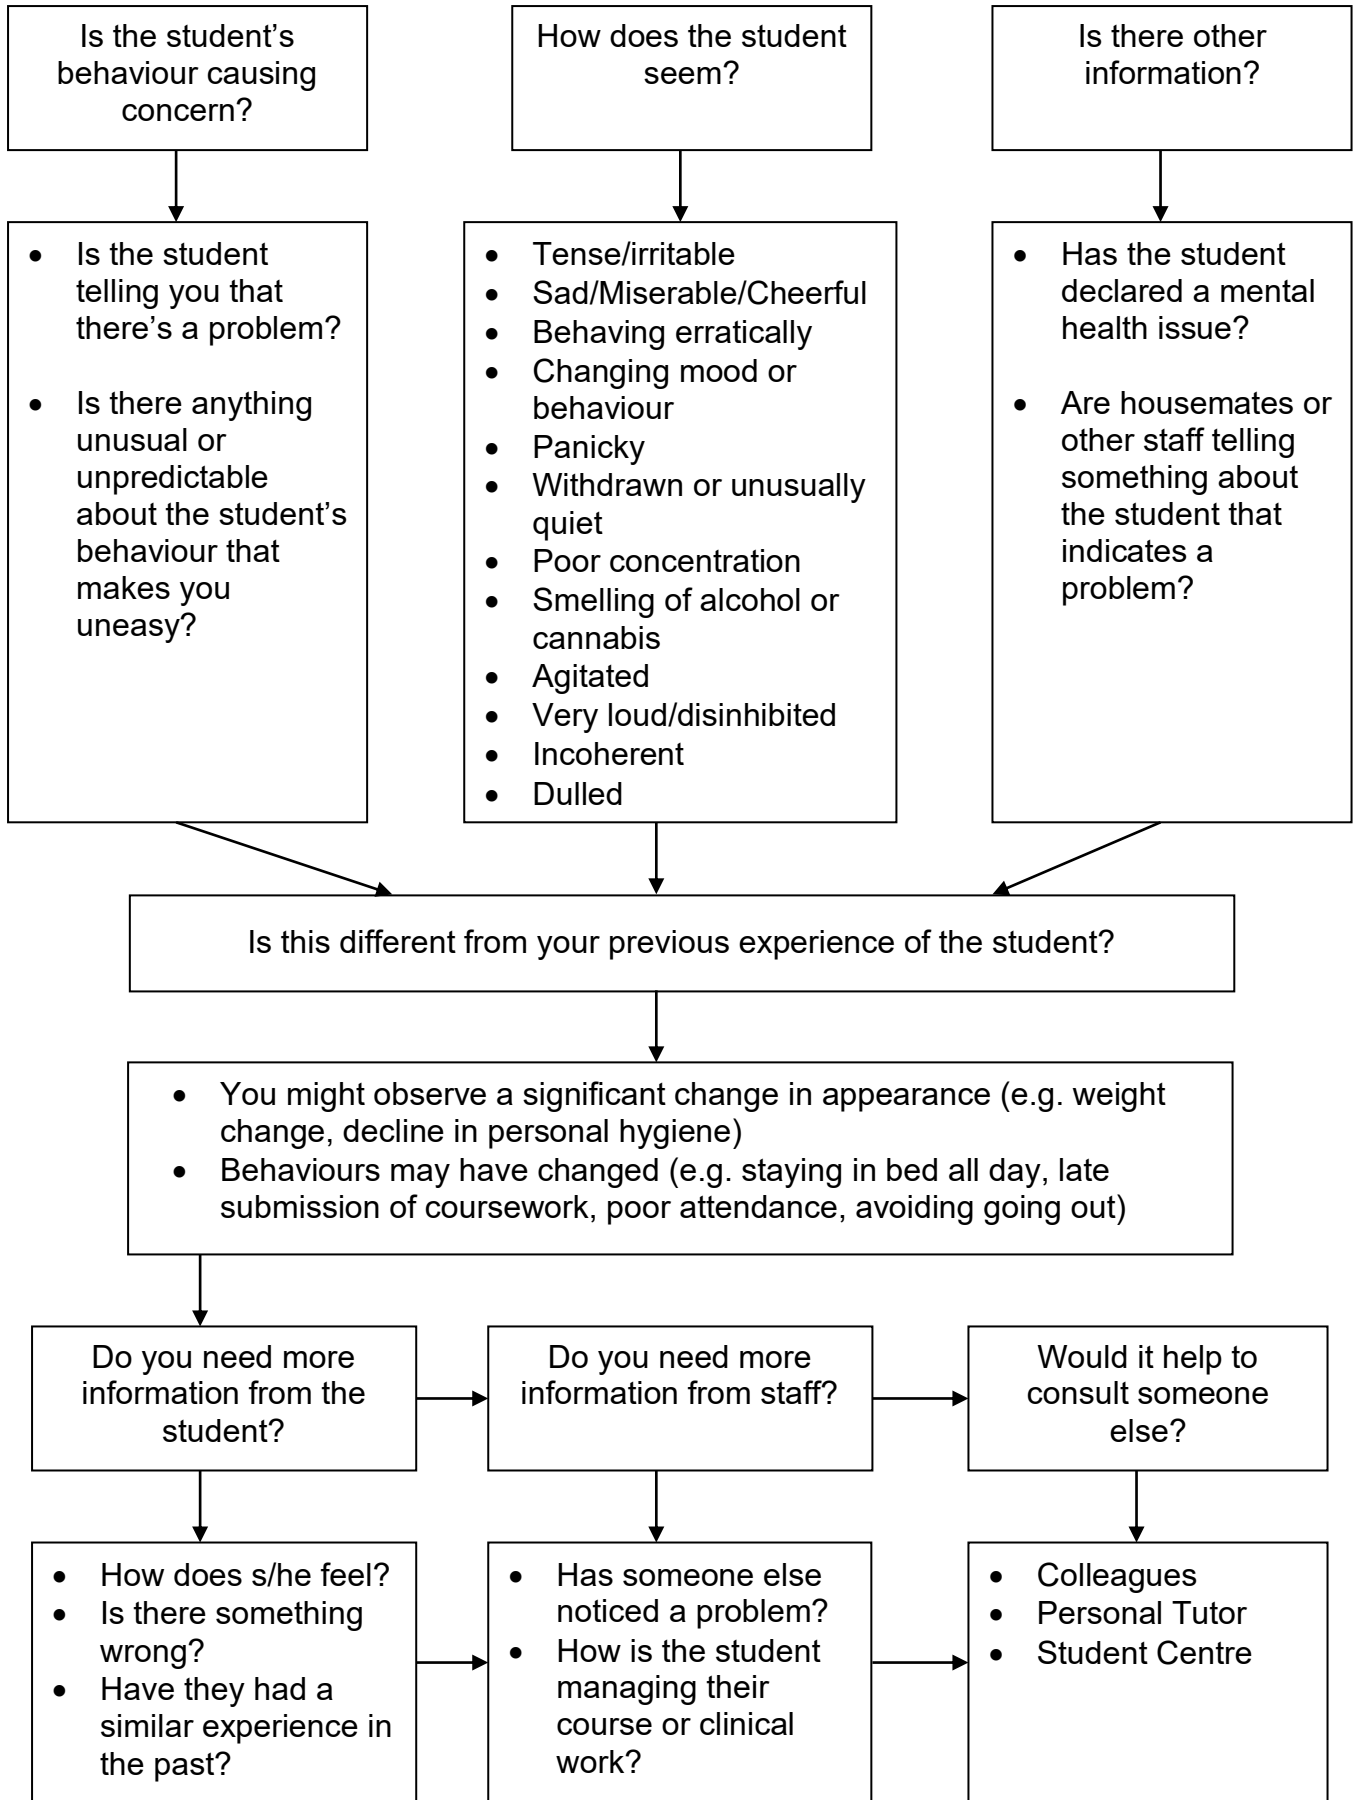 Is the student’s
behaviour causing
concern?
How does the student
seem?
Is there other
information?
• Is the student
telling you that
there’s a problem?
• Is there anything
unusual or
unpredictable
about the student’s
behaviour that
makes you
uneasy?
• Tense/irritable
• Sad/Miserable/Cheerful
• Behaving erratically
• Changing mood or
behaviour
• Panicky
• Withdrawn or unusually
quiet
• Poor concentration
• Smelling of alcohol or
cannabis
• Agitated
• Very loud/disinhibited
• Incoherent
• Dulled
• Has the student
declared a mental
health issue?
• Are housemates or
other staff telling
something about
the student that
indicates a
problem?
Is this different from your previous experience of the student?
• You might observe a significant change in appearance (e.g. weight
change, decline in personal hygiene)
• Behaviours may have changed (e.g. staying in bed all day, late
submission of coursework, poor attendance, avoiding going out)
Do you need more
information from the
student?
Do you need more
information from staff?
Would it help to
consult someone
else?
• How does s/he feel?
• Is there something
wrong?
• Have they had a
similar experience in
the past?
• Has someone else
noticed a problem?
• How is the student
managing their
course or clinical
work?
• Colleagues
• Personal Tutor
• Student Centre